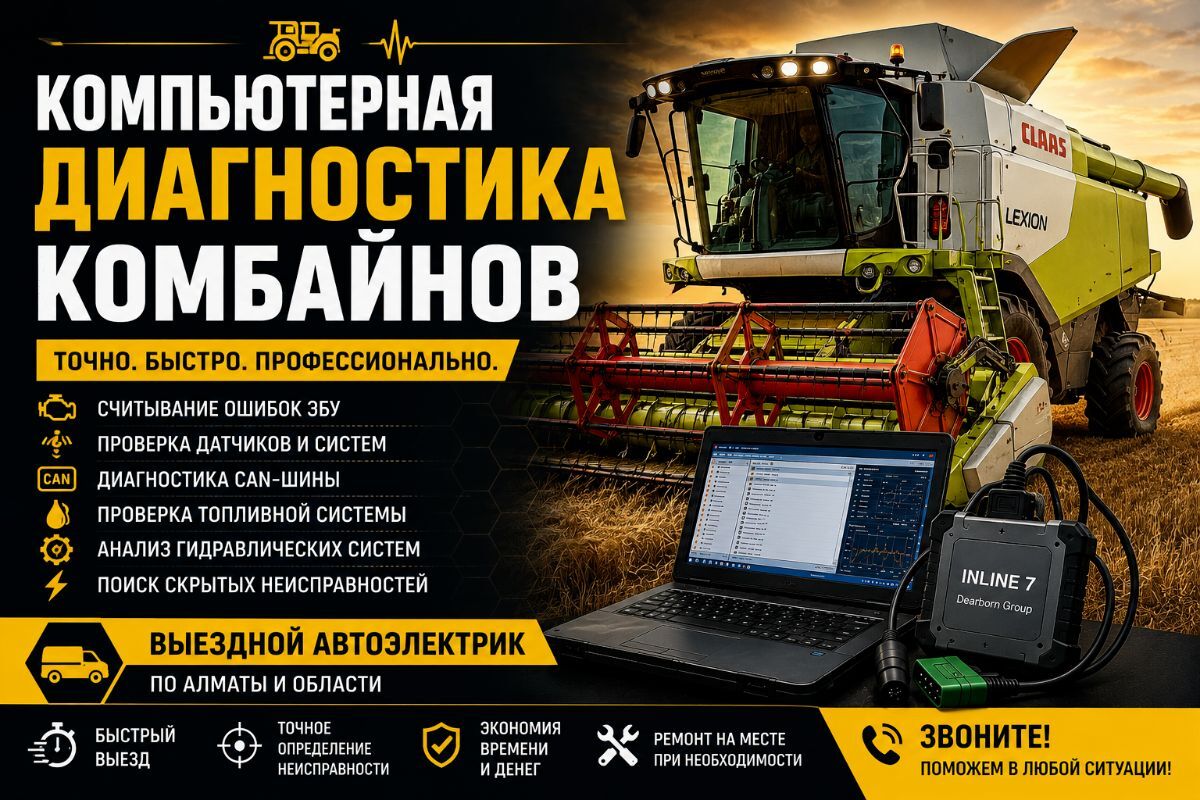 КОМПЬЮТЕРНАЯ
ДИАГНОСТИКА
КОМБАЙНОВ
ТОЧНО. БЫСТРО. ПРОФЕССИОНАЛЬНО.
СЧИТЫВАНИЕ ОШИБОК ЗБУ
ПРОВЕРКА ДАТЧИКОВ И СИСТЕМ
CAN
ДИАГНОСТИКА CAN-ШИНЫ
ПРОВЕРКА ТОПЛИВНОЙ СИСТЕМЫ
АНАЛИЗ ГИДРАВЛИЧЕСКИХ СИСТЕМ
ПОИСК СКРЫТЫХ НЕИСПРАВНОСТЕЙ
ВЫЕЗДНОЙ АВТОЭЛЕКТРИК
ПО АЛМАТЫ И ОБЛАСТИ
БЫСТРЫЙ
ВЫЕЗД
ТОЧНОЕ
ОПРЕДЕЛЕНИЕ
НЕИСПРАВНОСТИ
ЭКОНОМИЯ
ВРЕМЕНИ
И ДЕНЕГ
РЕМОНТ НА МЕСТЕ
ПРИ НЕОБХОДИМОСТИ
ЗВОНИТЕ!
ПОМОЖЕМ В ЛЮБОЙ СИТУАЦИИ!
CLAAS
LEXION
INLINE 7
Dearborn Group